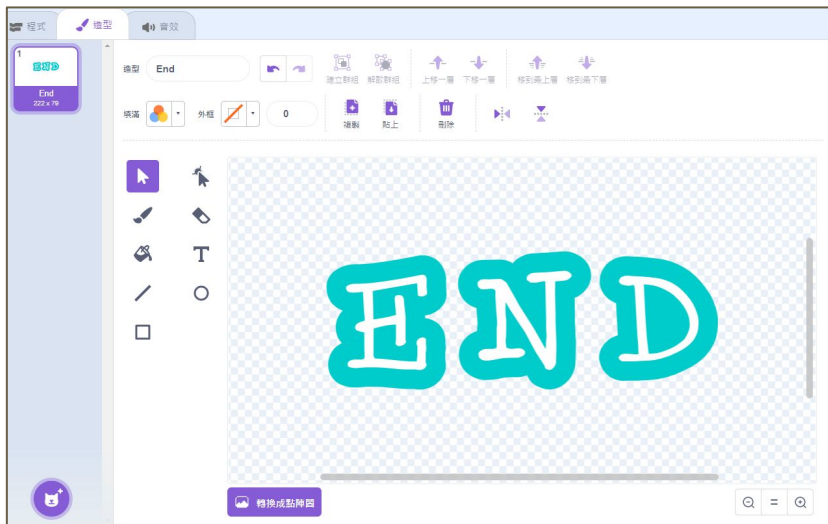 程式 造型 音效
1
END
End
222 x 79
造型 End
建立群組 解散群組 上移一層 下移一層 移到最上層 移到最下層
填滿 外框 0
複製 貼上 刪除
T
END
轉換成點陣圖